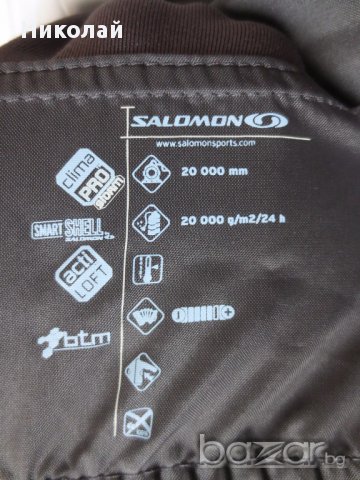 Николай
SALOMON
www.salomonsports.com
clima
PRO
20 000 mm
SMART SHELL
SALOMON
20 000 g/m2/24 h
acti
LOFT
btm
Bazar.bg